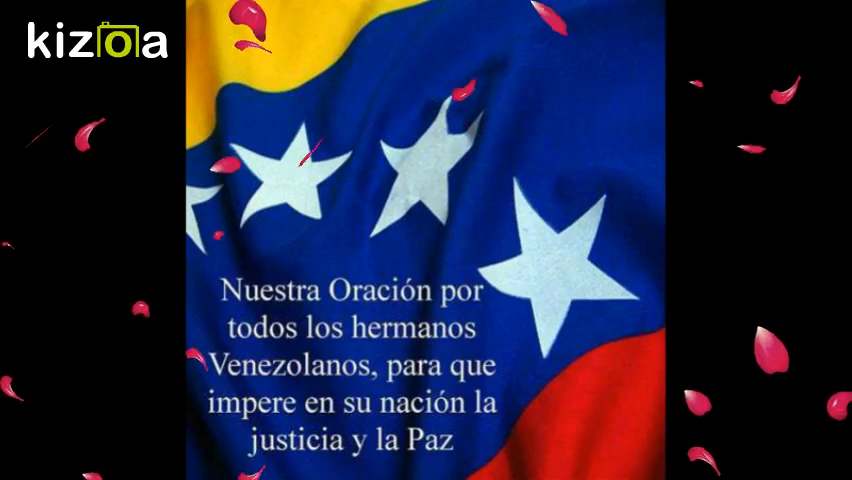 kizoa
Nuestra Oración por
todos los hermanos
Venezolanos, para que
impere en su nación la
justicia y la Paz